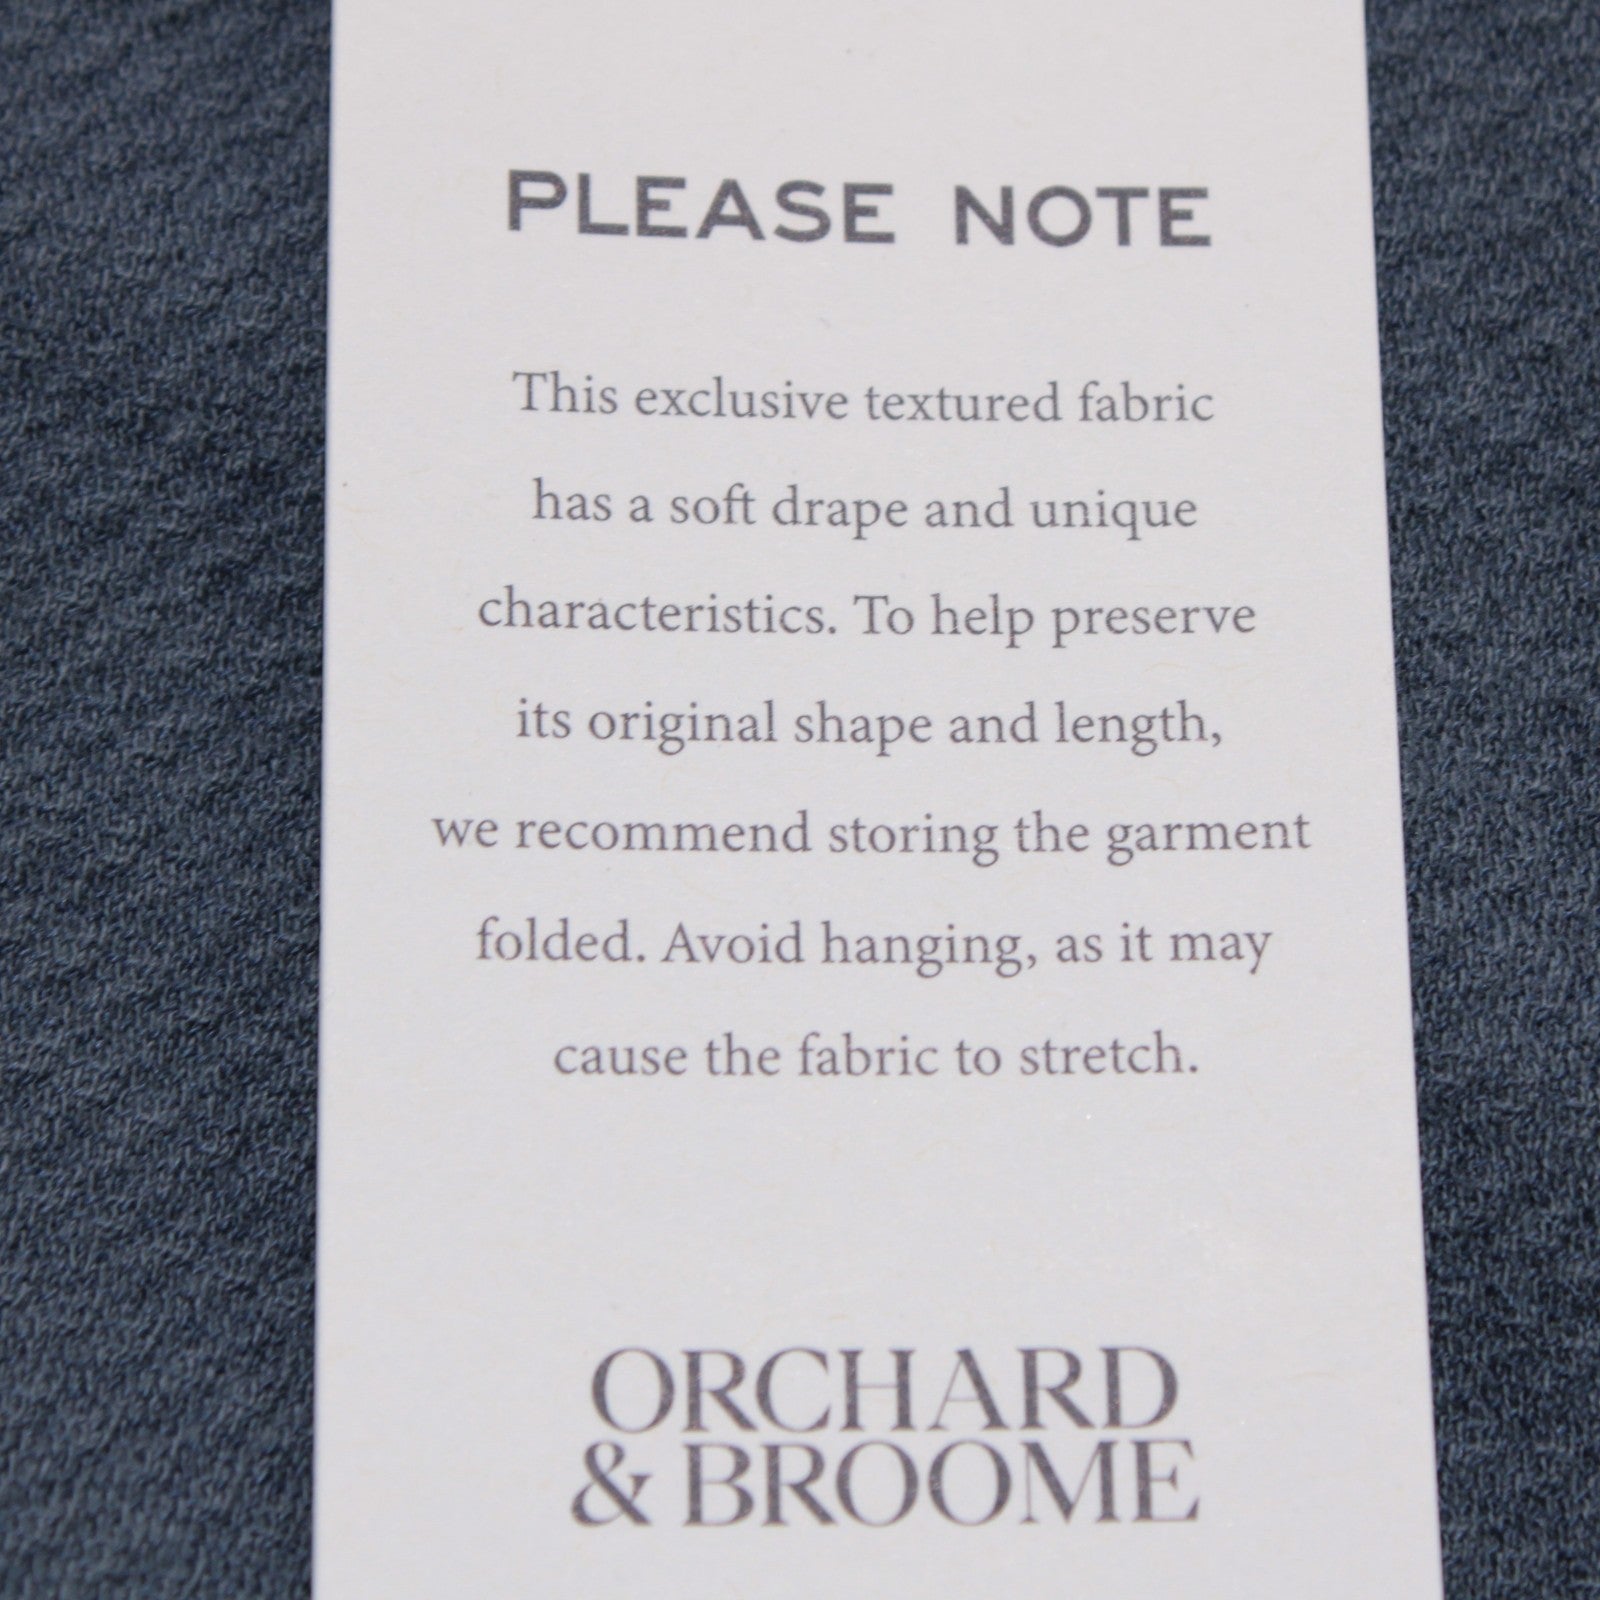 PLEASE NOTE
This exclusive textured fabric
has a soft drape and unique
characteristics. To help preserve
its original shape and length,
we recommend storing the garment
folded. Avoid hanging, as it may
cause the fabric to stretch.
ORCHARD
& BROOME